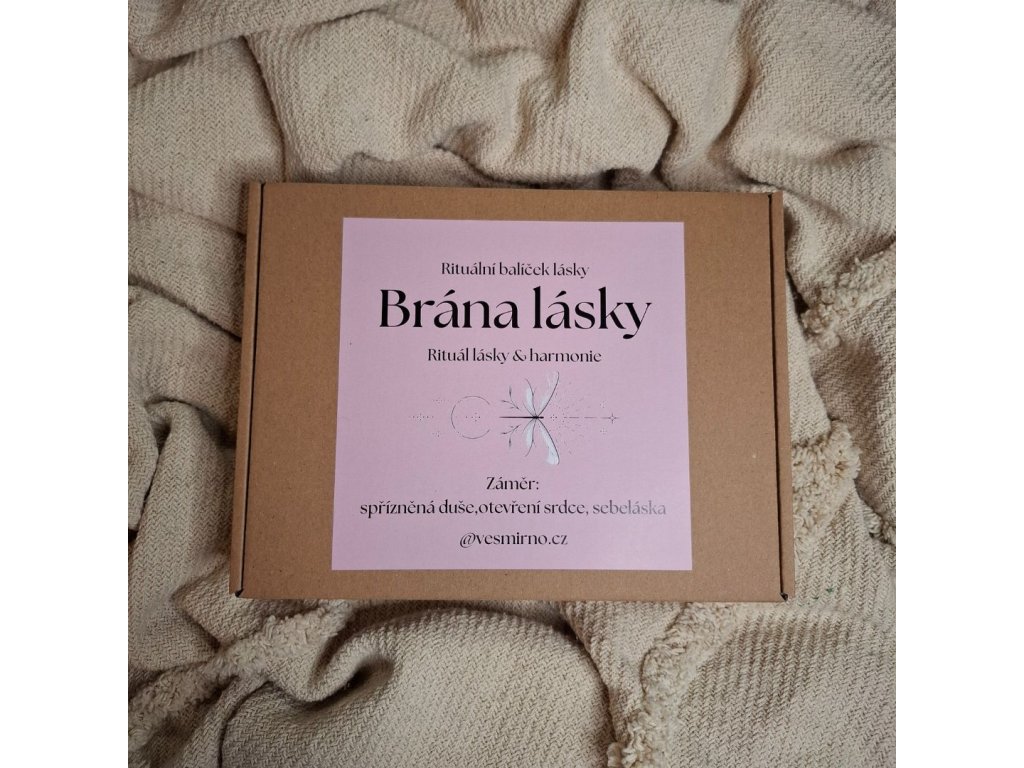 Rituální balíček lásky
Brána lásky
Rituál lásky & harmonie
Záměr:
spřízněná duše,otevření srdce, sebeláska
@vesmirno.cz